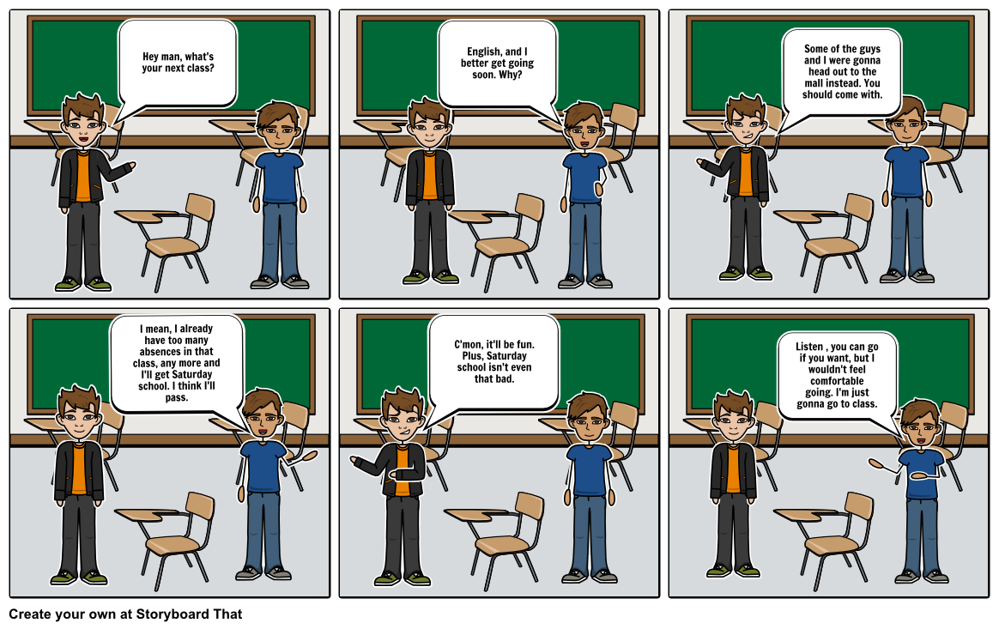 Hey man, what's
your next class?
English, and I
better get going
soon. Why?
Some of the guys
and I were gonna
head out to the
mall instead. You
should come with.
I mean, I already
have too many
absences in that
class, any more and
I'll get Saturday
school. I think I'll
pass.
C'mon, it'll be fun.
Plus, Saturday
school isn't even
that bad.
Listen , you can go
if you want, but I
wouldn't feel
comfortable
going. I'm just
gonna go to class.
Create your own at Storyboard That